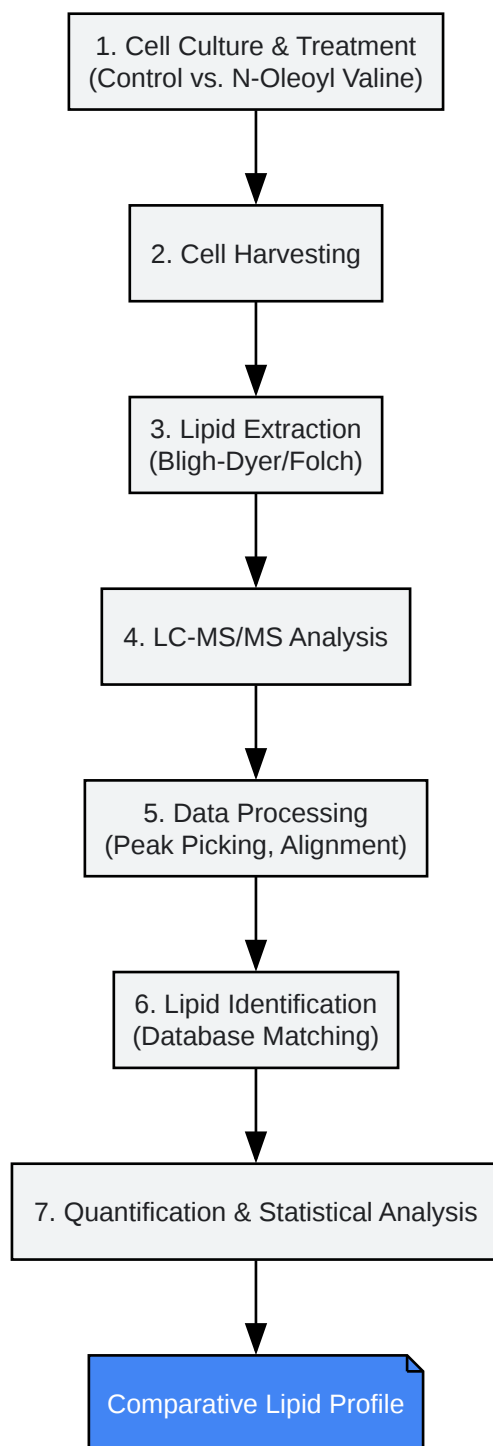 1. Cell Culture & Treatment
(Control vs. N-Oleoyl Valine)
2. Cell Harvesting
3. Lipid Extraction
(Bligh-Dyer/Folch)
4. LC-MS/MS Analysis
5. Data Processing
(Peak Picking, Alignment)
6. Lipid Identification
(Database Matching)
7. Quantification & Statistical Analysis
Comparative Lipid Profile